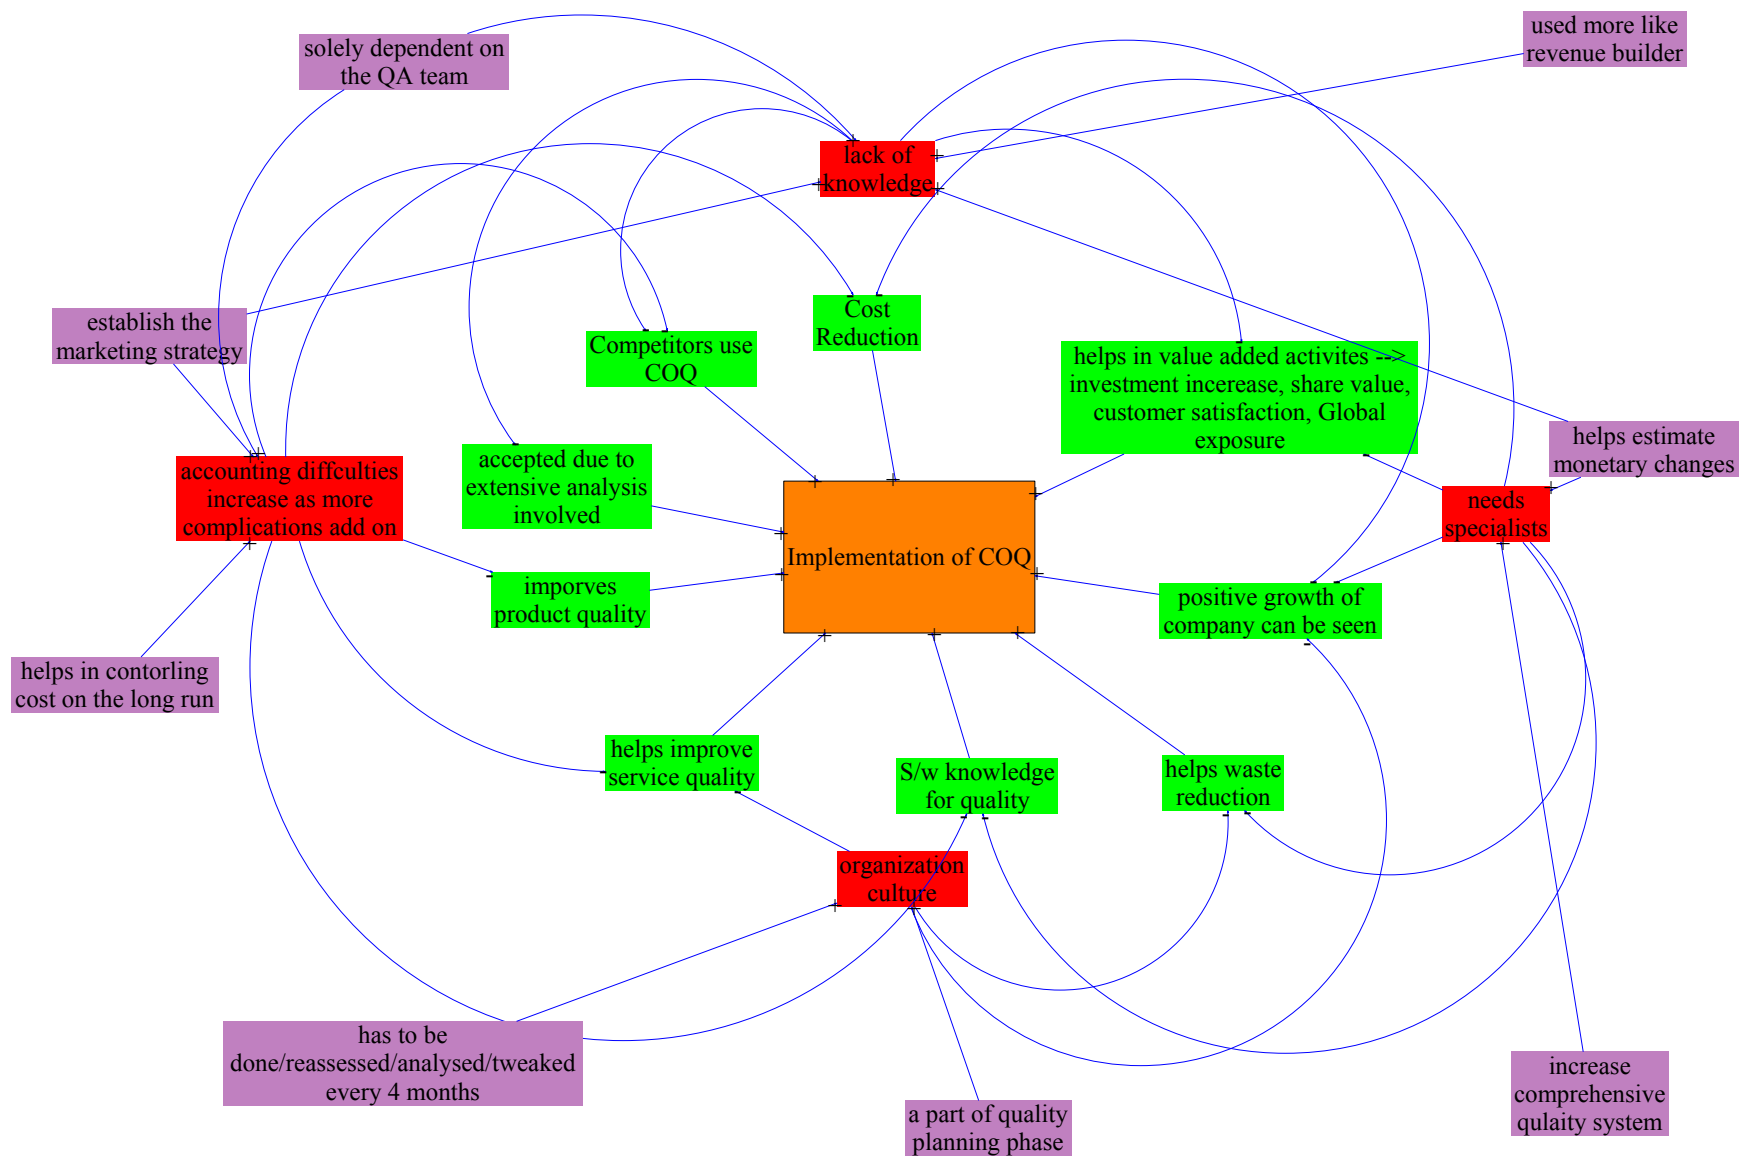 solely dependent on
the QA team
used more like
revenue builder
lack of
knowledge
establish the
marketing strategy
Competitors use
COQ
Cost
Reduction
helps in value added activites -->
investment incerease, share value,
customer satisfaction, Global
exposure
helps estimate
monetary changes
accepted due to
extensive analysis
involved
accounting diffculties
increase as more
complications add on
needs
specialists
Implementation of COQ
imporves
product quality
positive growth of
company can be seen
helps in contorling
cost on the long run
helps improve
service quality
S/w knowledge
for quality
helps waste
reduction
organization
culture
has to be
done/reassessed/analysed/tweaked
every 4 months
a part of quality
planning phase
increase
comprehensive
qulaity system